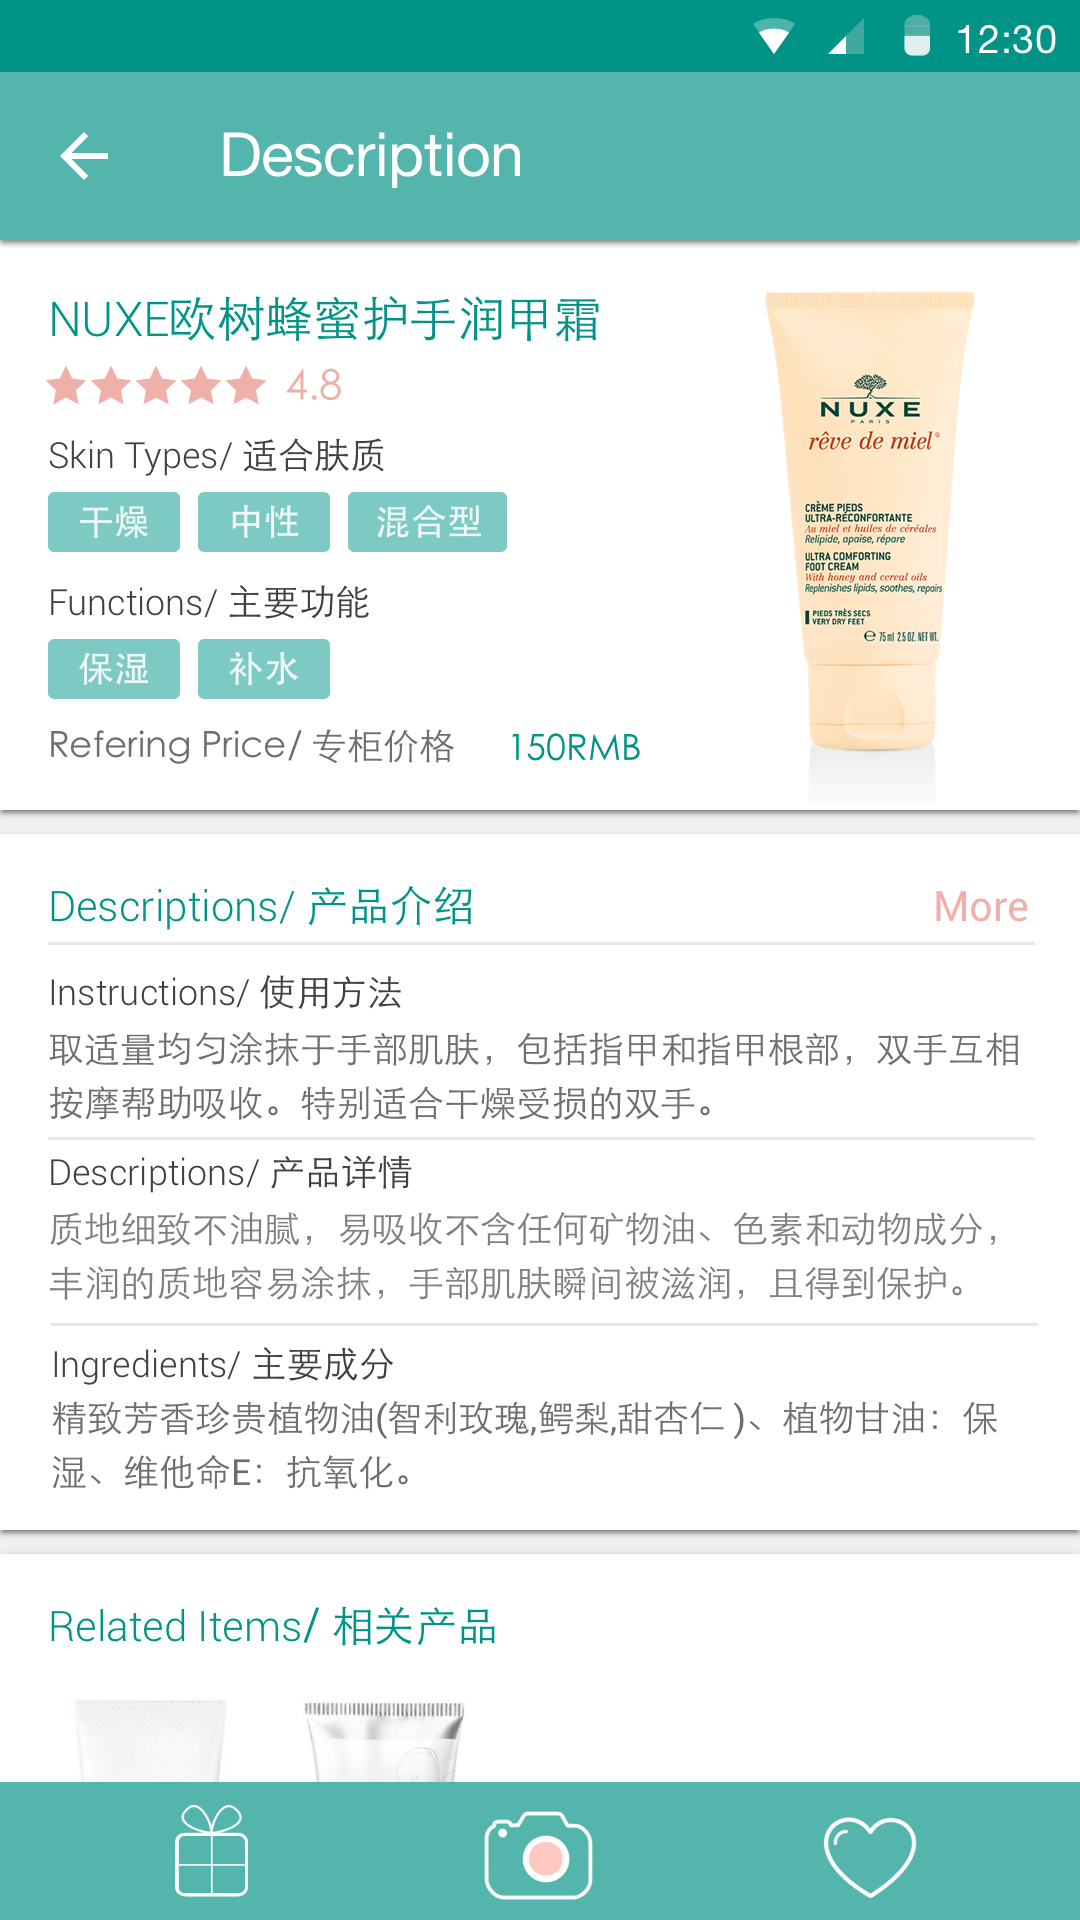 12:30
Description
NUXE欧树蜂蜜护手润甲霜
4.8
Skin Types/ 适合肤质
干燥 中性 混合型
Functions/ 主要功能
保湿 补水
Refering Price/ 专柜价格 150RMB
NUXE
PARIS
rêve de miel®
CRÈME PIEDS
ULTRA-RÉCONFORTANTE
Au miel et huiles de céréales
Relipide, apaise, répare
ULTRA COMFORTING
FOOT CREAM
With honey and cereal oils
Replenishes lipids, soothes, repairs
PIEDS TRÈS SECS
VERY DRY FEET
℮ 75 ml 2.5 OZ. NET WT.
Descriptions/ 产品介绍 More
Instructions/ 使用方法
取适量均匀涂抹于手部肌肤，包括指甲和指甲根部，双手互相
按摩帮助吸收。特别适合干燥受损的双手。
Descriptions/ 产品详情
质地细致不油腻，易吸收不含任何矿物油、色素和动物成分，
丰润的质地容易涂抹，手部肌肤瞬间被滋润，且得到保护。
Ingredients/ 主要成分
精致芳香珍贵植物油(智利玫瑰,鳄梨,甜杏仁 )、植物甘油：保
湿、维他命E：抗氧化。
Related Items/ 相关产品